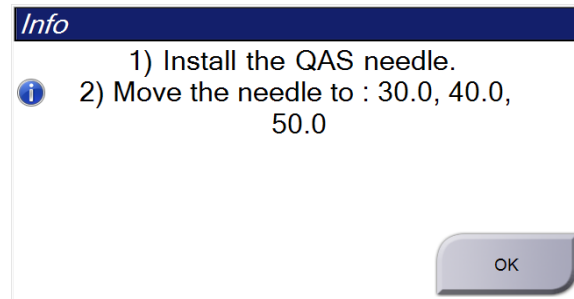 Info
1) Install the QAS needle.
2) Move the needle to : 30.0, 40.0,
50.0
OK